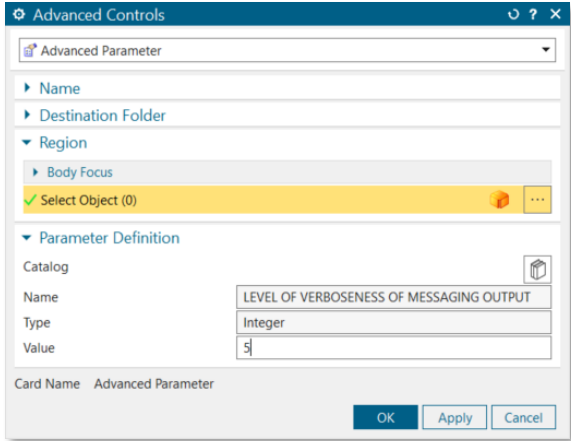 Advanced Controls
Advanced Parameter
Name
Destination Folder
Region
Body Focus
Select Object (0)
Parameter Definition
Catalog
Name LEVEL OF VERBOSENESS OF MESSAGING OUTPUT
Type Integer
Value 5
Card Name Advanced Parameter
OK Apply Cancel